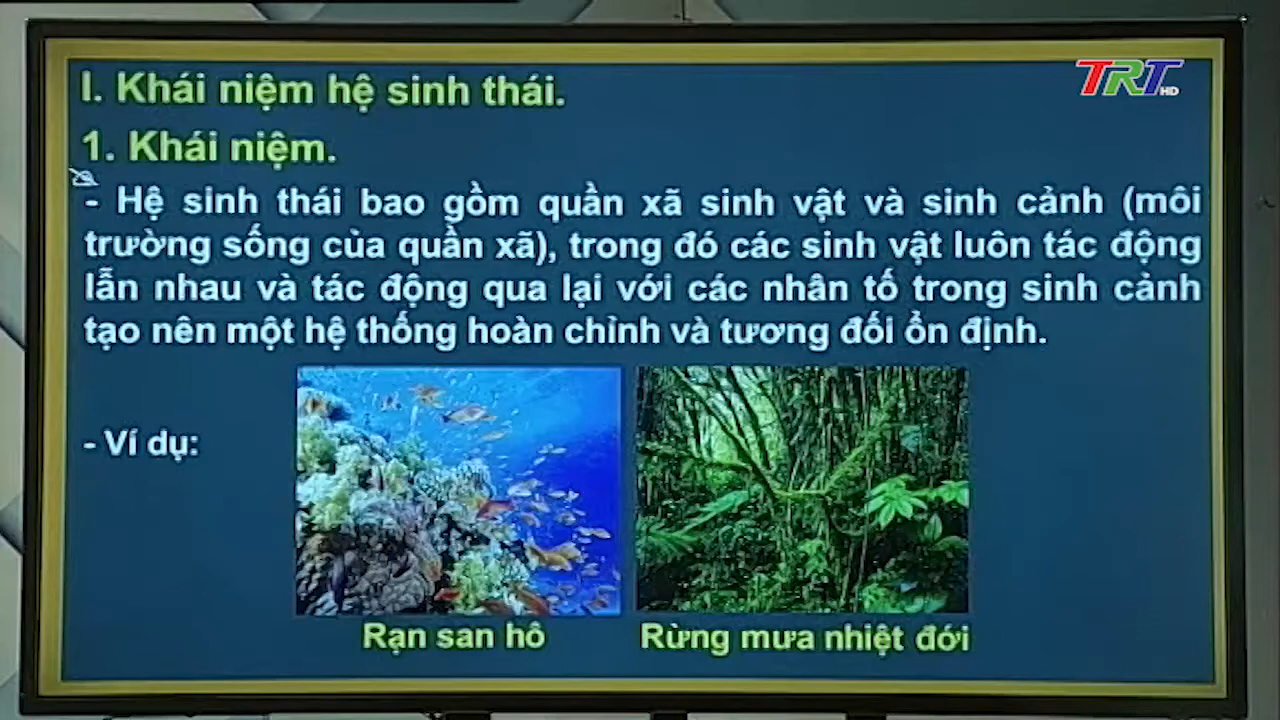 I. Khái niệm hệ sinh thái.
TRT HD
1. Khái niệm.
- Hệ sinh thái bao gồm quần xã sinh vật và sinh cảnh (môi
trường sống của quần xã), trong đó các sinh vật luôn tác động
lẫn nhau và tác động qua lại với các nhân tố trong sinh cảnh
tạo nên một hệ thống hoàn chỉnh và tương đối ổn định.
- Ví dụ:
Rạn san hô
Rừng mưa nhiệt đới